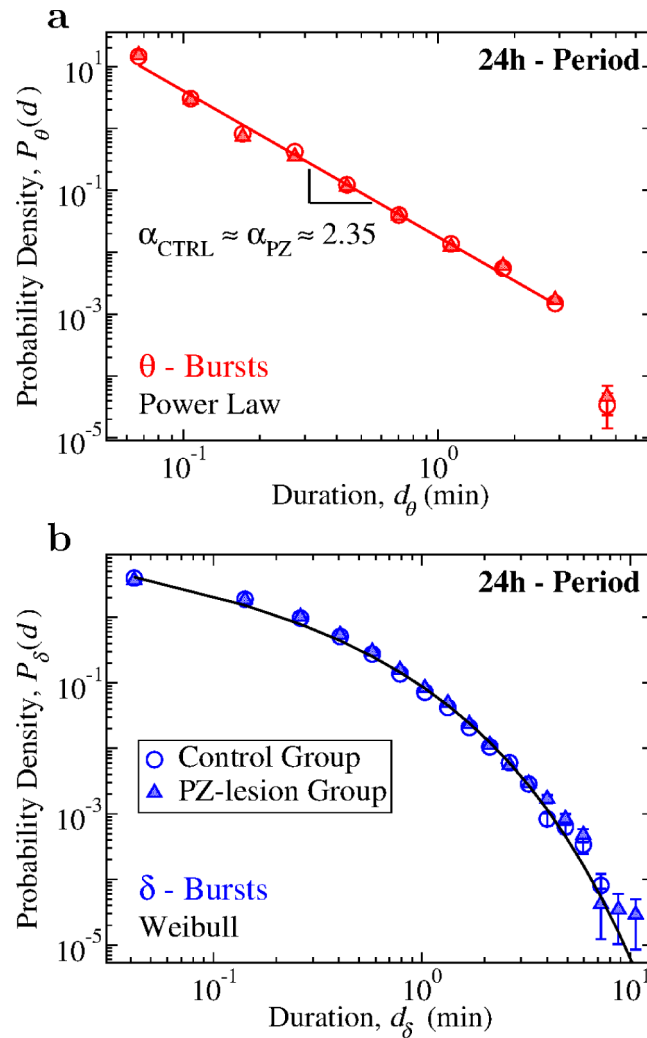 a
24h - Period
Probability Density, P_θ(d)
10^1
10^-1
10^-3
10^-5
α_CTRL ≈ α_PZ ≈ 2.35
θ - Bursts
Power Law
10^-1
10^0
Duration, d_θ (min)
b
24h - Period
Probability Density, P_δ(d)
10^-1
10^-3
10^-5
Control Group
PZ-lesion Group
δ - Bursts
Weibull
10^-1
10^0
10^1
Duration, d_δ (min)